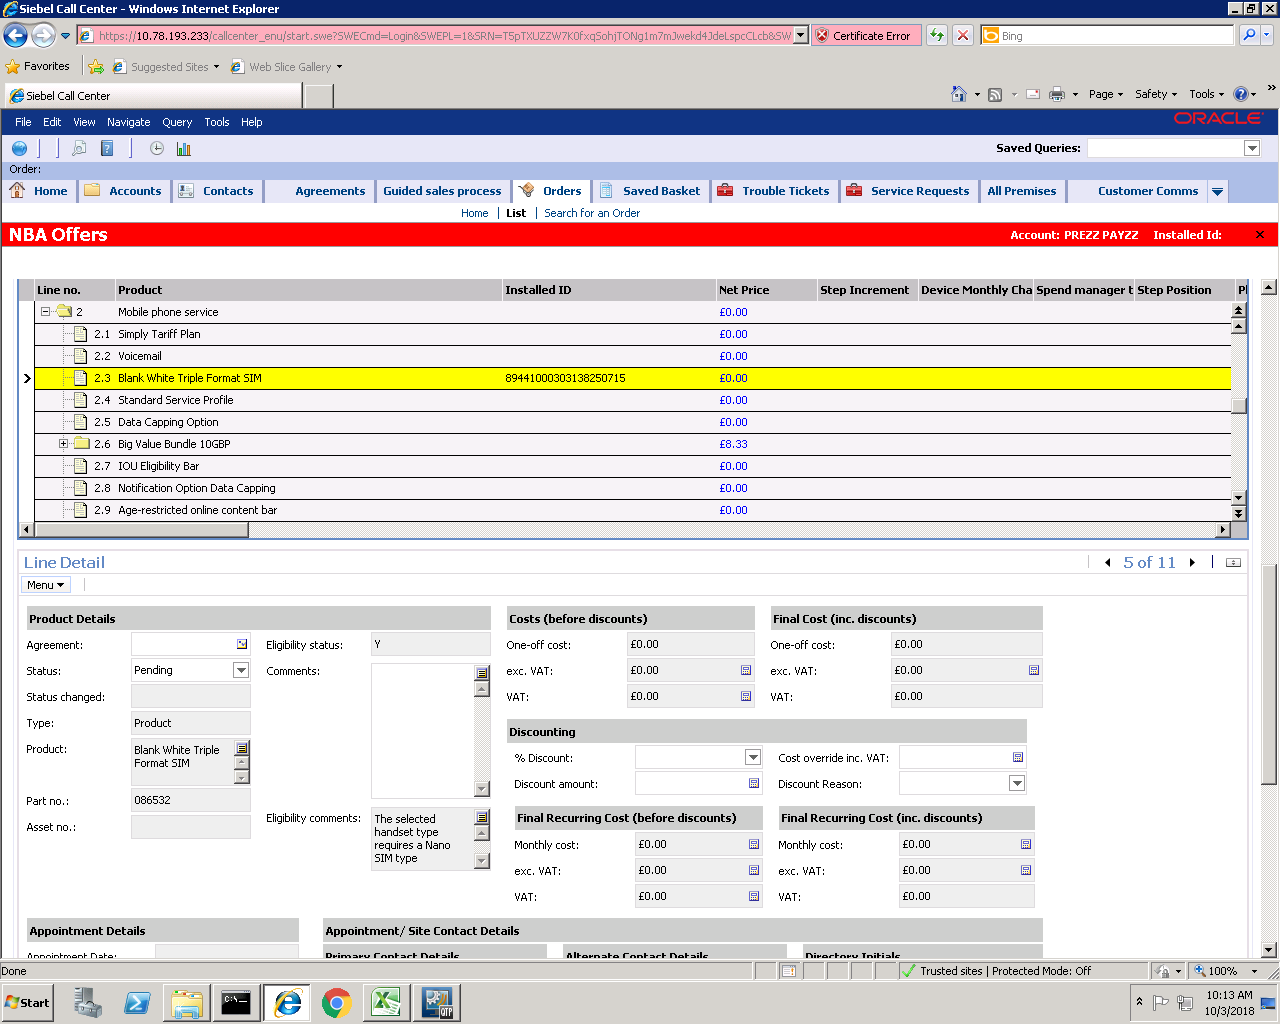 Siebel Call Center - Windows Internet Explorer
https://10.78.193.233/callcenter_enu/start.swe?SWECmd=Login&SWEPL=1&SRN=
Certificate Error
Bing
Favorites
Suggested Sites
Web Slice Gallery
Siebel Call Center
Page
Safety
Tools
File Edit View Navigate Query Tools Help
ORACLE
Saved Queries:
Order:
Home Accounts Contacts Agreements Guided sales process Orders Saved Basket Trouble Tickets Service Requests All Premises Customer Comms
Home | List | Search for an Order
NBA Offers
Account: PREZZ PAYZZ Installed Id:
Line no. Product Installed ID Net Price Step Increment Device Monthly Cha Spend manager t Step Position Pl
2 Mobile phone service £0.00
2.1 Simply Tariff Plan £0.00
2.2 Voicemail £0.00
2.3 Blank White Triple Format SIM 89441000303138250715 £0.00
2.4 Standard Service Profile £0.00
2.5 Data Capping Option £0.00
2.6 Big Value Bundle 10GBP £8.33
2.7 IOU Eligibility Bar £0.00
2.8 Notification Option Data Capping £0.00
2.9 Age-restricted online content bar £0.00
Line Detail
5 of 11
Menu
Product Details
Agreement:
Status: Pending
Status changed:
Type: Product
Product: Blank White Triple
Format SIM
Part no.: 086532
Asset no.:
Eligibility status: Y
Comments:
Eligibility comments: The selected
handset type
requires a Nano
SIM type
Costs (before discounts)
One-off cost: £0.00
exc. VAT: £0.00
VAT: £0.00
Final Cost (inc. discounts)
One-off cost: £0.00
exc. VAT: £0.00
VAT: £0.00
Discounting
% Discount:
Cost override inc. VAT:
Discount amount:
Discount Reason:
Final Recurring Cost (before discounts)
Monthly cost: £0.00
exc. VAT: £0.00
VAT: £0.00
Final Recurring Cost (inc. discounts)
Monthly cost: £0.00
exc. VAT: £0.00
VAT: £0.00
Appointment Details
Appointment Date:
Appointment/ Site Contact Details
Primary Contact Details
Alternate Contact Details
Directory Initials
Done
Trusted sites | Protected Mode: Off
100%
Start
C:\
QTP
10:13 AM
10/3/2018